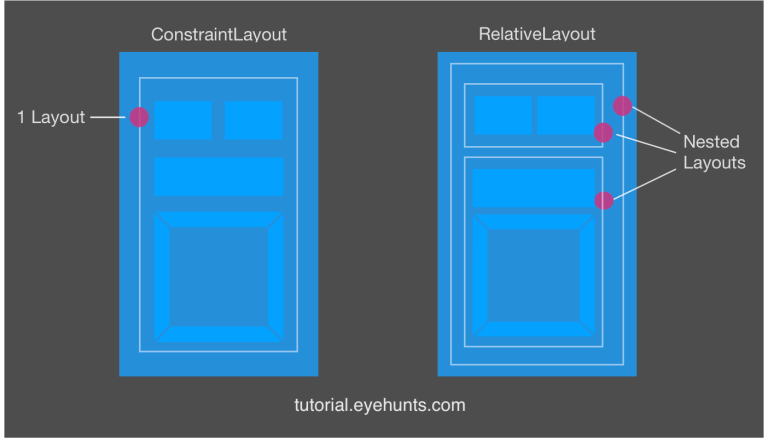 ConstraintLayout
RelativeLayout
1 Layout
Nested
Layouts
tutorial.eyehunts.com